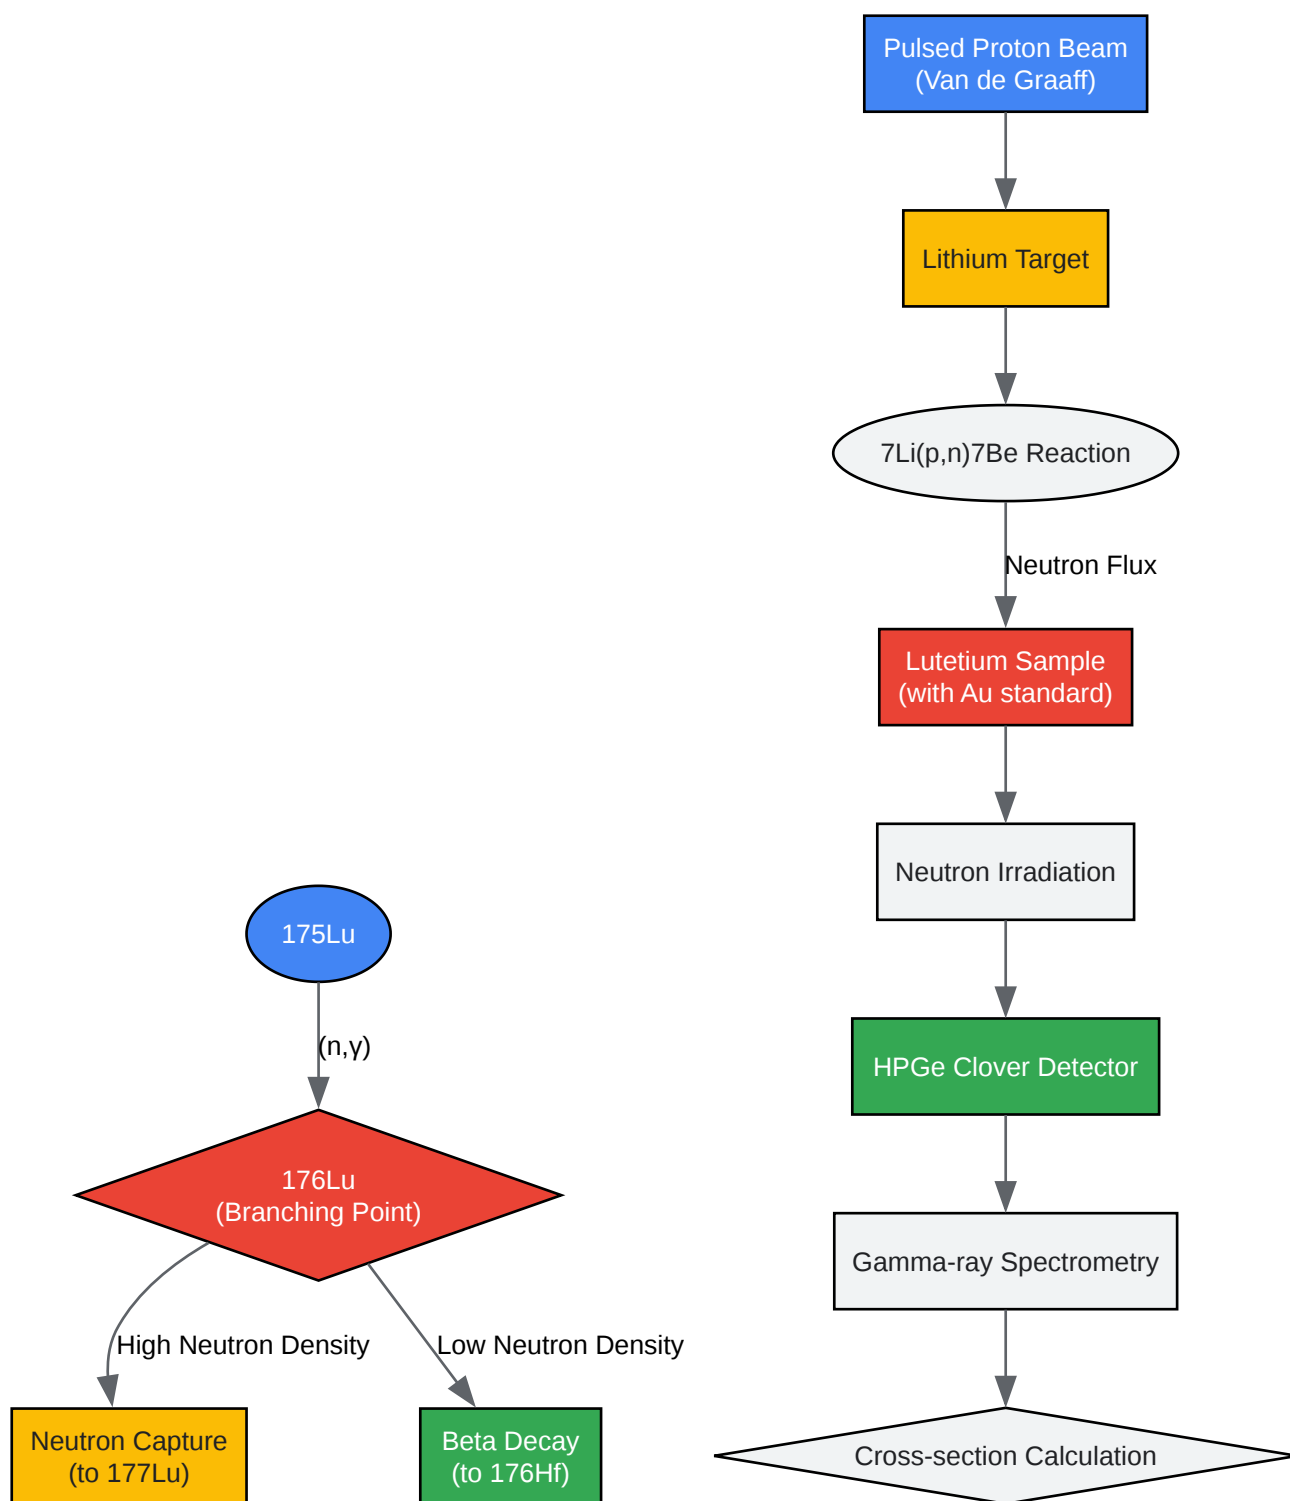 Pulsed Proton Beam
(Van de Graaff)
Lithium Target
7Li(p,n)7Be Reaction
Neutron Flux
Lutetium Sample
(with Au standard)
Neutron Irradiation
HPGe Clover Detector
Gamma-ray Spectrometry
Cross-section Calculation
175Lu
(n,γ)
176Lu
(Branching Point)
High Neutron Density
Low Neutron Density
Neutron Capture
(to 177Lu)
Beta Decay
(to 176Hf)